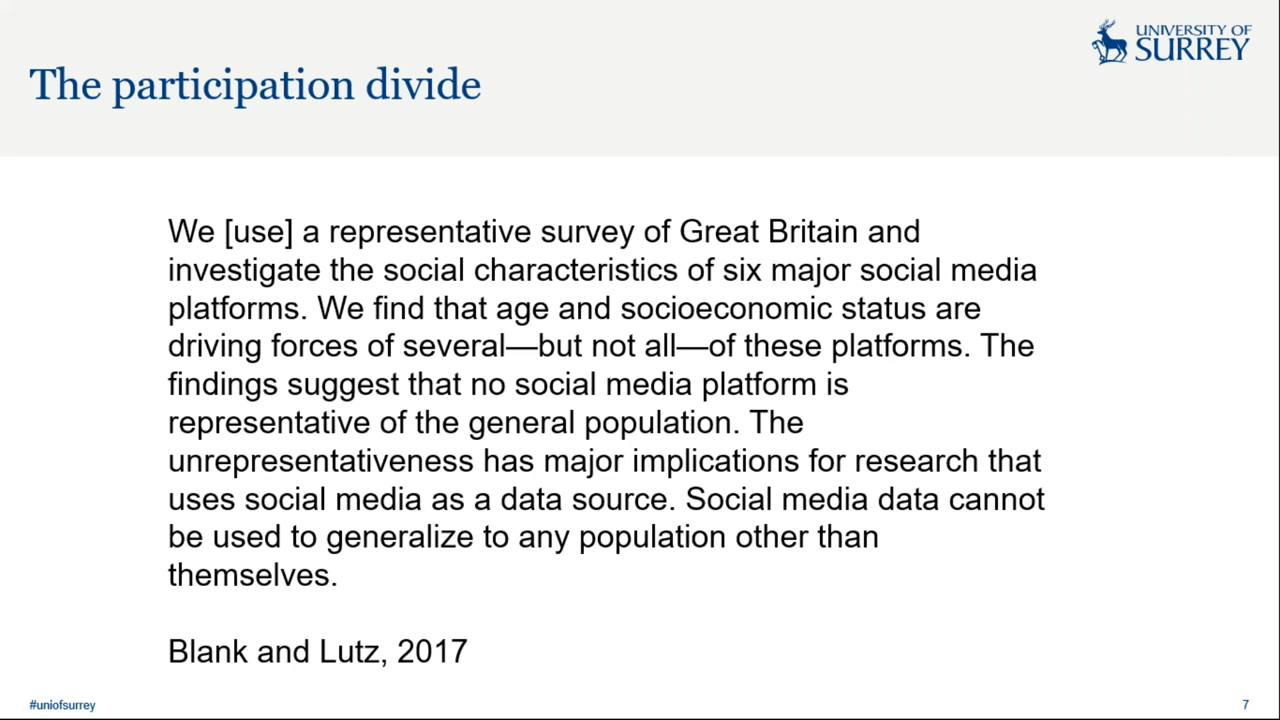 UNIVERSITY OF
SURREY
The participation divide
We [use] a representative survey of Great Britain and
investigate the social characteristics of six major social media
platforms. We find that age and socioeconomic status are
driving forces of several—but not all—of these platforms. The
findings suggest that no social media platform is
representative of the general population. The
unrepresentativeness has major implications for research that
uses social media as a data source. Social media data cannot
be used to generalize to any population other than
themselves.
Blank and Lutz, 2017
#uniofsurrey
7